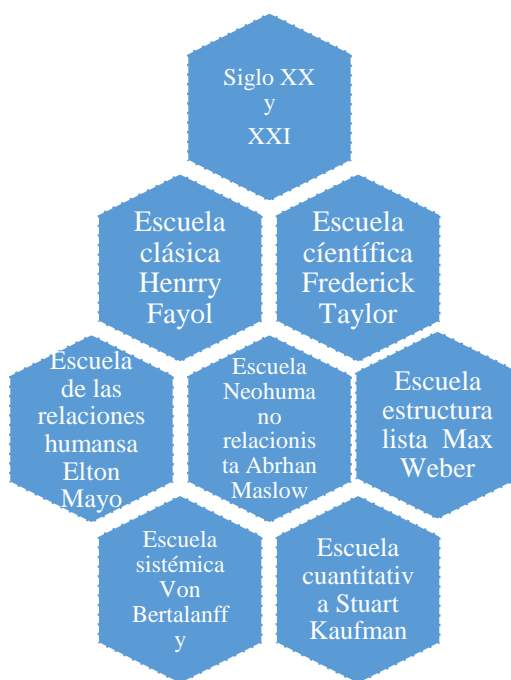 Siglo XX
y
XXI
Escuela
clásica
Henrry
Fayol
Escuela
cíentífica
Frederick
Taylor
Escuela
de las
relaciones
humansa
Elton
Mayo
Escuela
Neohuma
no
relacionis
ta Abrhan
Maslow
Escuela
estructura
lista Max
Weber
Escuela
sistémica
Von
Bertalanff
y
Escuela
cuantitativ
a Stuart
Kaufman